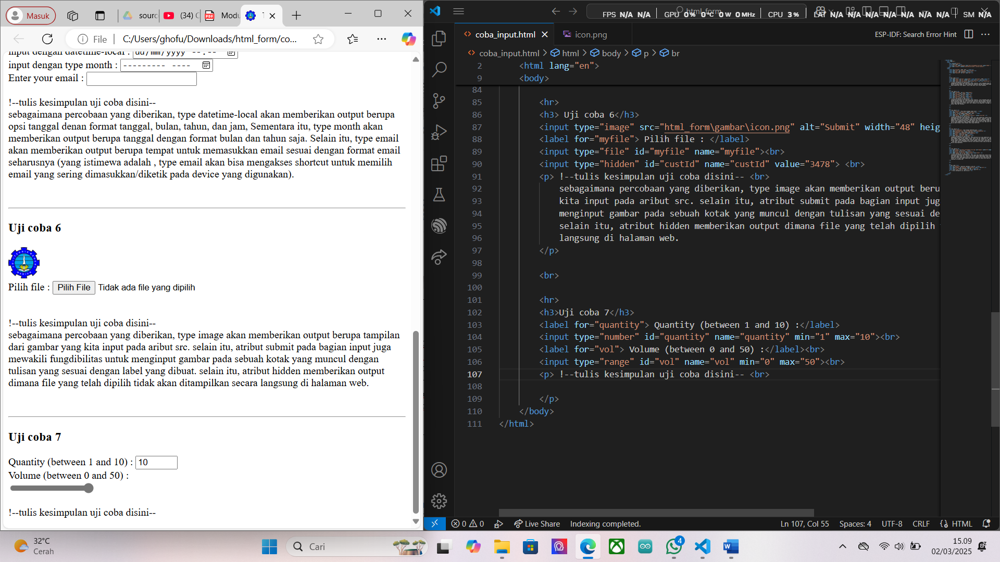 Masuk
sourc
(34) C
Modu
T
File
C:/Users/ghofu/Downloads/html_form/co...
input dengan datetime-local : dd/mm/yyyy --:--
input dengan type month : --------- ----
Enter your email :
!--tulis kesimpulan uji coba disini--
sebagaimana percobaan yang diberikan, type datetime-local akan memberikan output berupa
opsi tanggal denan format tanggal, bulan, tahun, dan jam, Sementara itu, type month akan
memberikan output berupa tanggal dengan format bulan dan tahun saja. Selain itu, type email
akan memberikan output berupa tempat untuk memasukkan email sesuai dengan format email
seharusnya (yang istimewa adalah , type email akan bisa mengakses shortcut untuk memilih
email yang sering dimasukkan/diketik pada device yang digunakan).
Uji coba 6
Pilih file : Pilih File Tidak ada file yang dipilih
!--tulis kesimpulan uji coba disini--
sebagaimana percobaan yang diberikan, type image akan memberikan output berupa tampilan
dari gambar yang kita input pada aribut src. selain itu, atribut submit pada bagian input juga
mewakili fungdibilitas untuk menginput gambar pada sebuah kotak yang muncul dengan
tulisan yang sesuai dengan label yang dibuat. selain itu, atribut hidden memberikan output
dimana file yang telah dipilih tidak akan ditampilkan secara langsung di halaman web.
Uji coba 7
Quantity (between 1 and 10) : 10
Volume (between 0 and 50) :
!--tulis kesimpulan uji coba disini--
html_form
FPS N/A N/A GPU 0 % 0 °C 0 W 0 MHz CPU 3 % LAT N/A N/A N/A N/A N/A N/A N/A SM N/A
coba_input.html
icon.png
ESP-IDF: Search Error Hint
coba_input.html > html > body > p > br
2 <html lang="en">
9 <body>
84
85 <hr>
86 <h3> Uji coba 6</h3>
87 <input type="image" src="html_form\gambar\icon.png" alt="Submit" width="48" heig
88 <label for="myfile"> Pilih file : </label>
89 <input type="file" id="myfile" name="myfile"><br>
90 <input type="hidden" id="custId" name="custId" value="3478"> <br>
91 <p> !--tulis kesimpulan uji coba disini-- <br>
92 sebagaimana percobaan yang diberikan, type image akan memberikan output beru
93 kita input pada aribut src. selain itu, atribut submit pada bagian input jug
94 menginput gambar pada sebuah kotak yang muncul dengan tulisan yang sesuai de
95 selain itu, atribut hidden memberikan output dimana file yang telah dipilih
96 langsung di halaman web.
97 </p>
98
99 <br>
100
101 <hr>
102 <h3>Uji coba 7</h3>
103 <label for="quantity"> Quantity (between 1 and 10) :</label>
104 <input type="number" id="quantity" name="quantity" min="1" max="10"><br>
105 <label for="vol"> Volume (between 0 and 50) :</label><br>
106 <input type="range" id="vol" name="vol" min="0" max="50"><br>
107 <p> !--tulis kesimpulan uji coba disini-- <br>
108
109 </p>
110 </body>
111 </html>
0 0 Live Share Indexing completed. Ln 107, Col 55 Spaces: 4 UTF-8 CRLF HTML
32°C
Cerah
Cari
4
15.09
02/03/2025